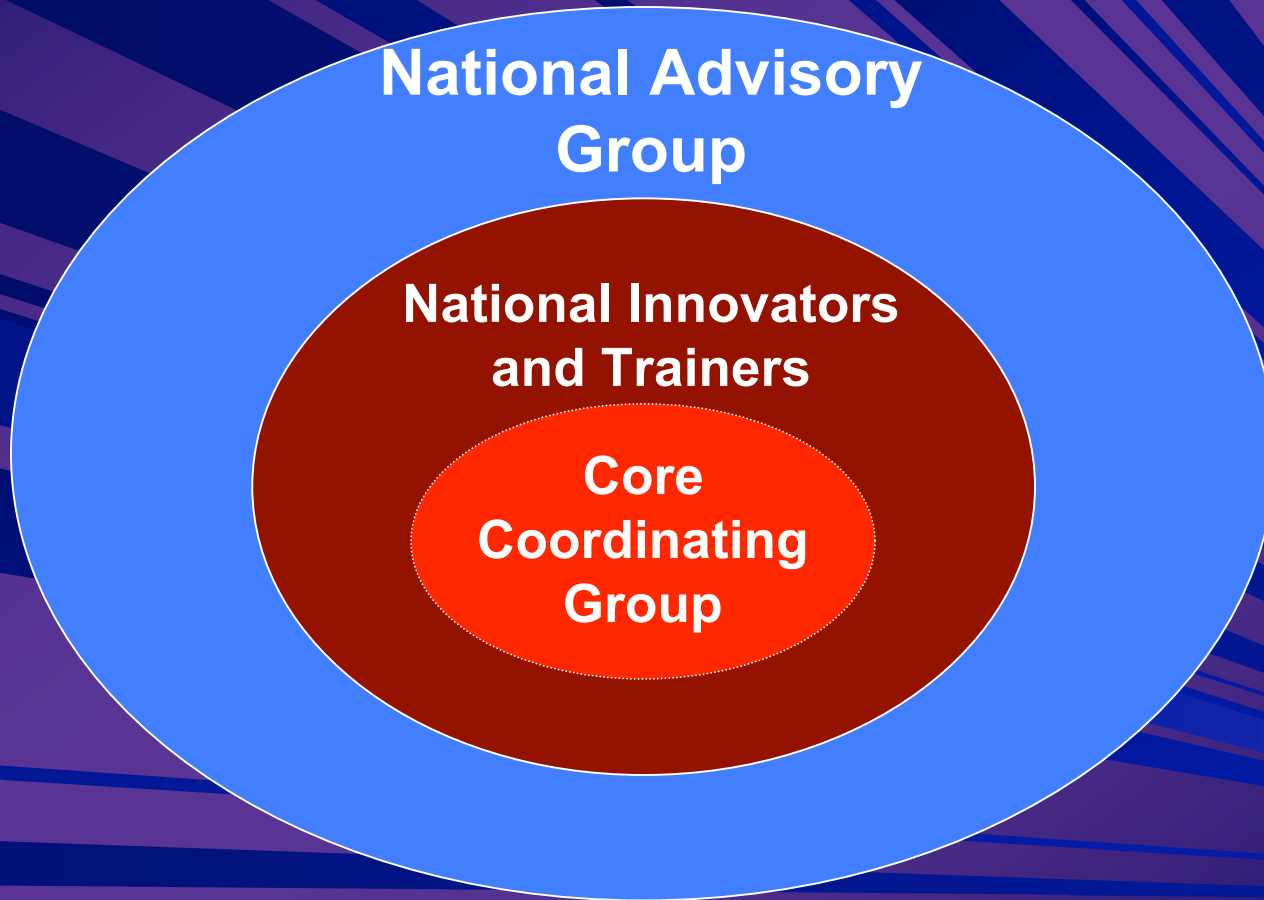 National Advisory
Group
National Innovators
and Trainers
Core
Coordinating
Group